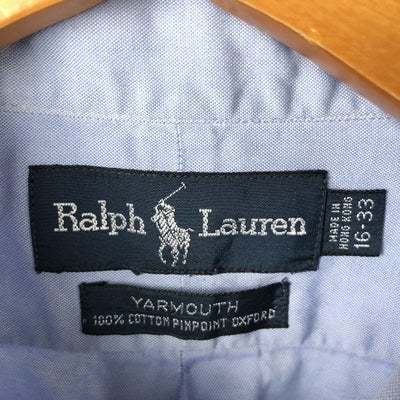 Ralph Lauren
MADE IN
HONG KONG
16-33
YARMOUTH
100% COTTON PINPOINT OXFORD